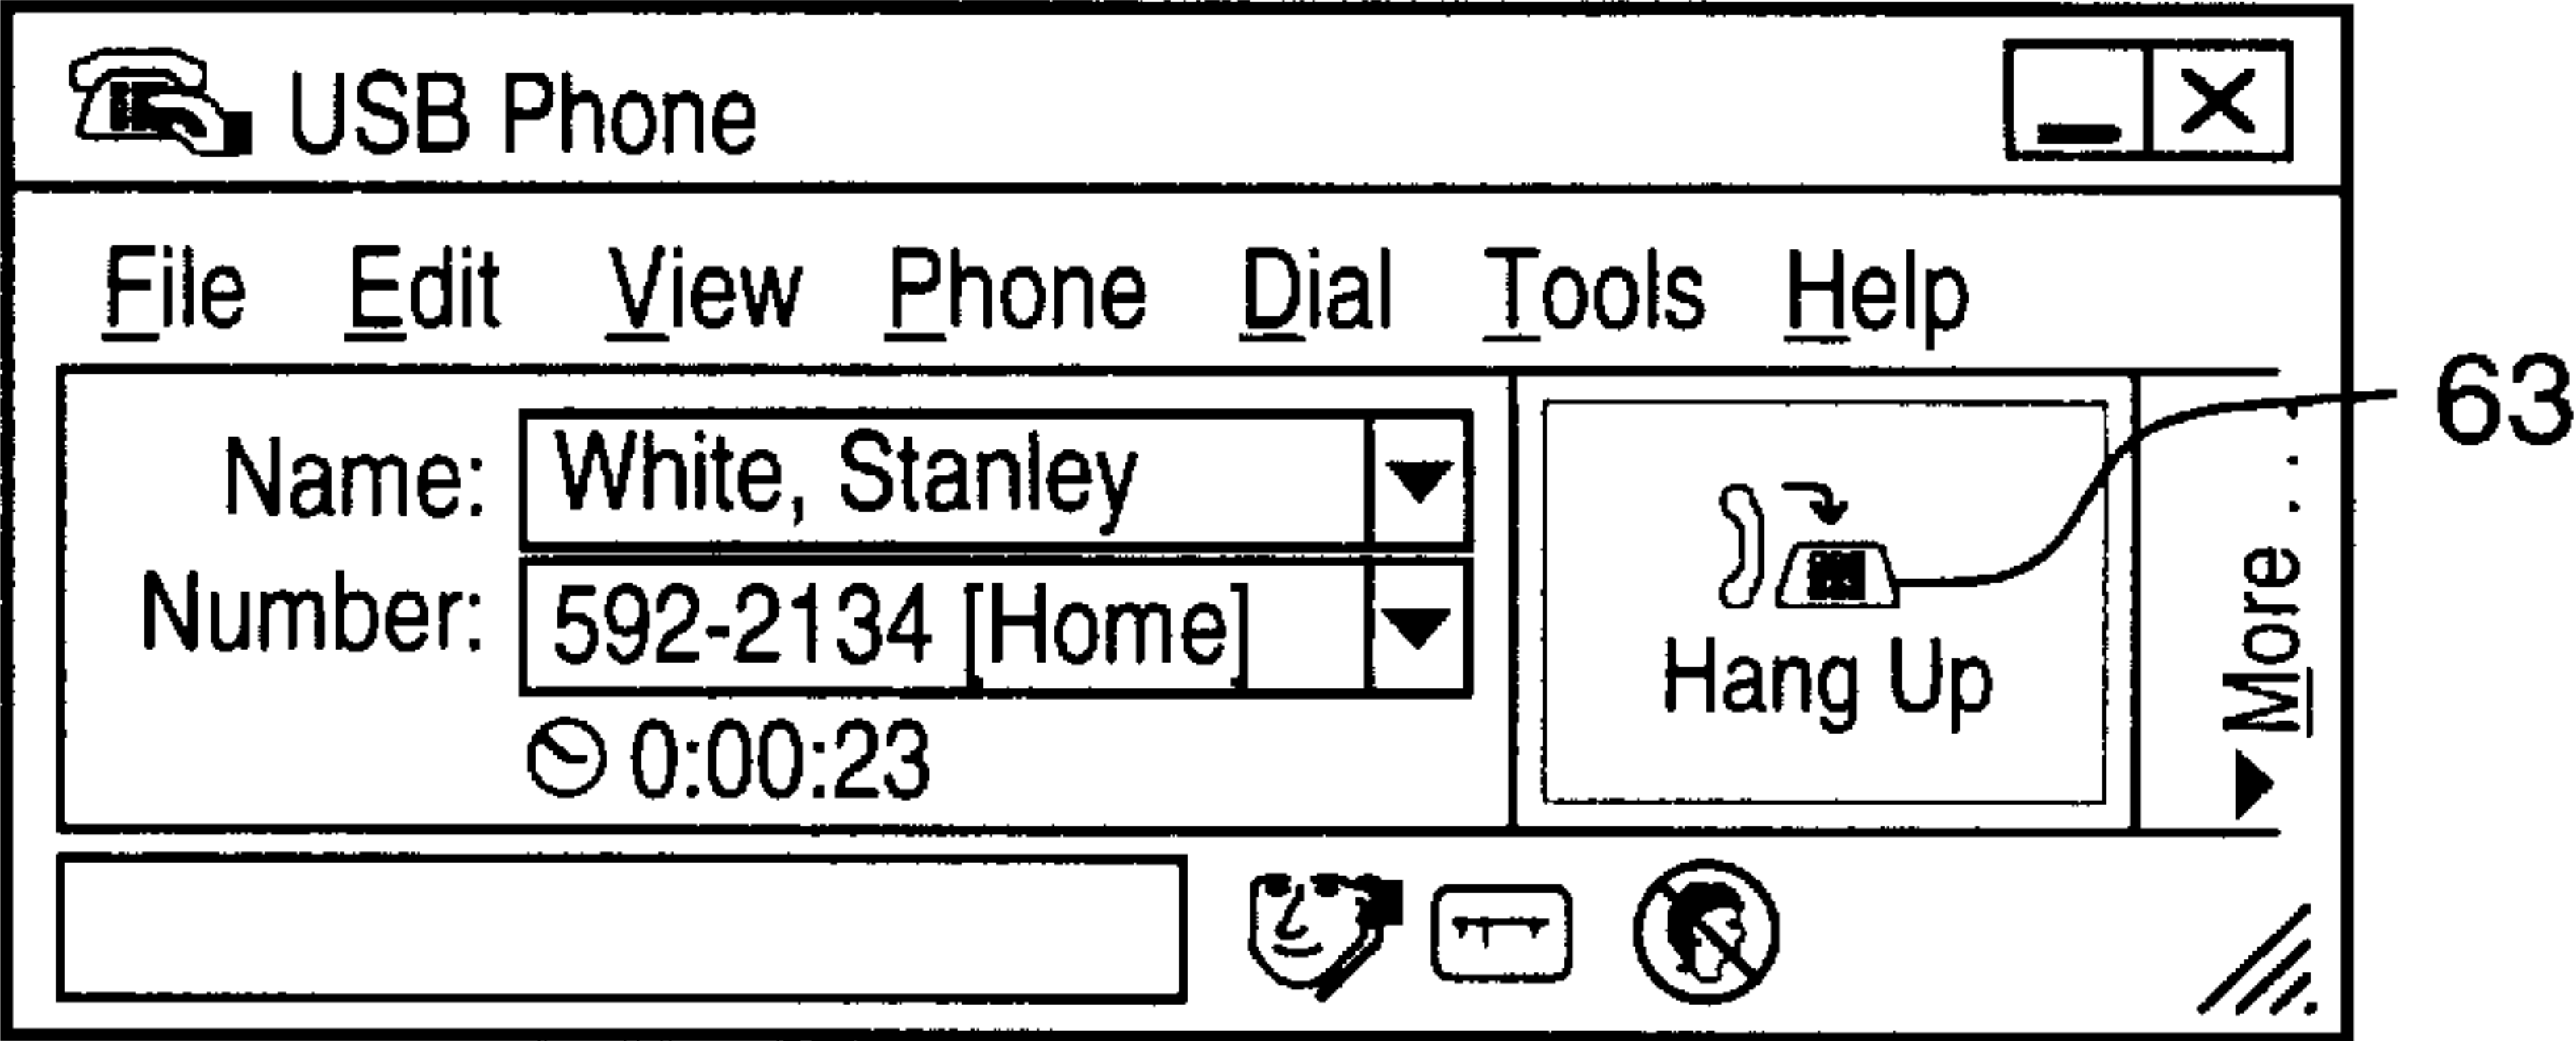 USB Phone
File Edit View Phone Dial Tools Help
Name: White, Stanley
Number: 592-2134 [Home]
0:00:23
Hang Up
More . . .
63